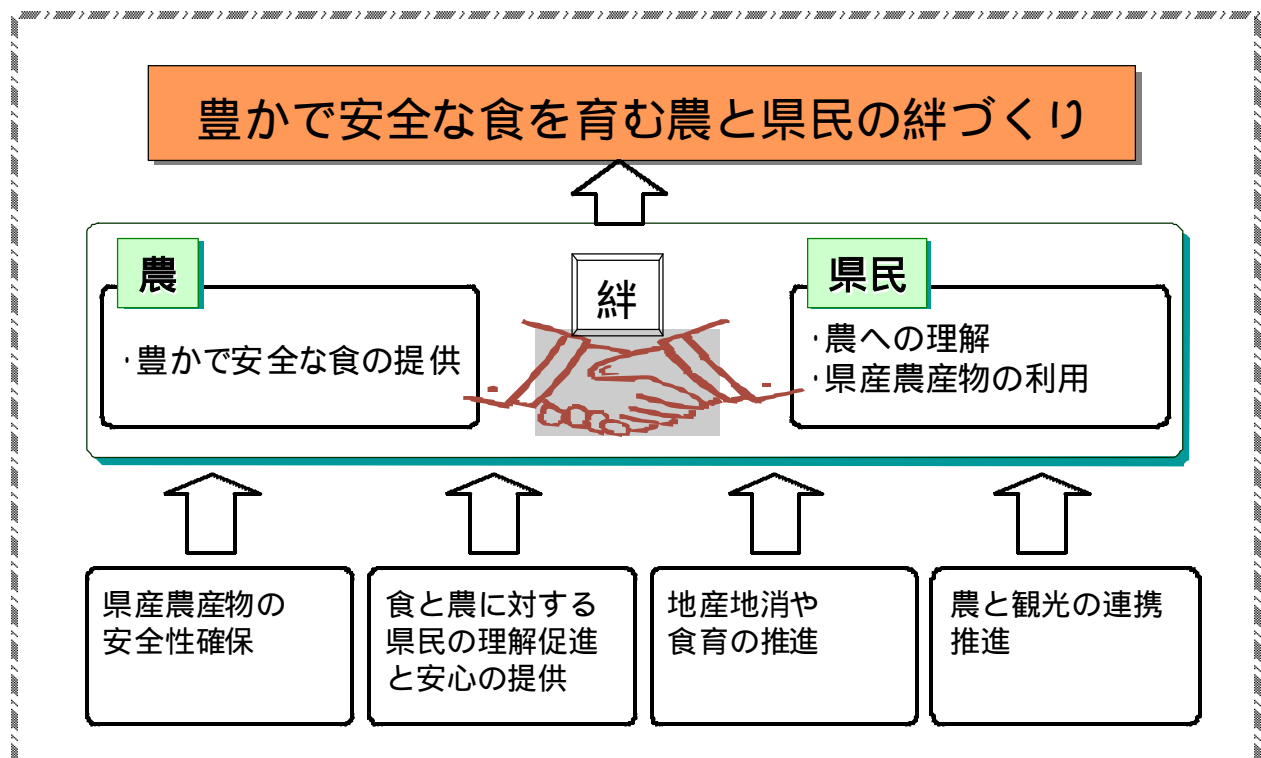 豊かで安全な食を育む農と県民の絆づくり
農
絆
県民
・豊かで安全な食の提供
・農への理解
・県産農産物の利用
県産農産物の
安全性確保
食と農に対する
県民の理解促進
と安心の提供
地産地消や
食育の推進
農と観光の連携
推進